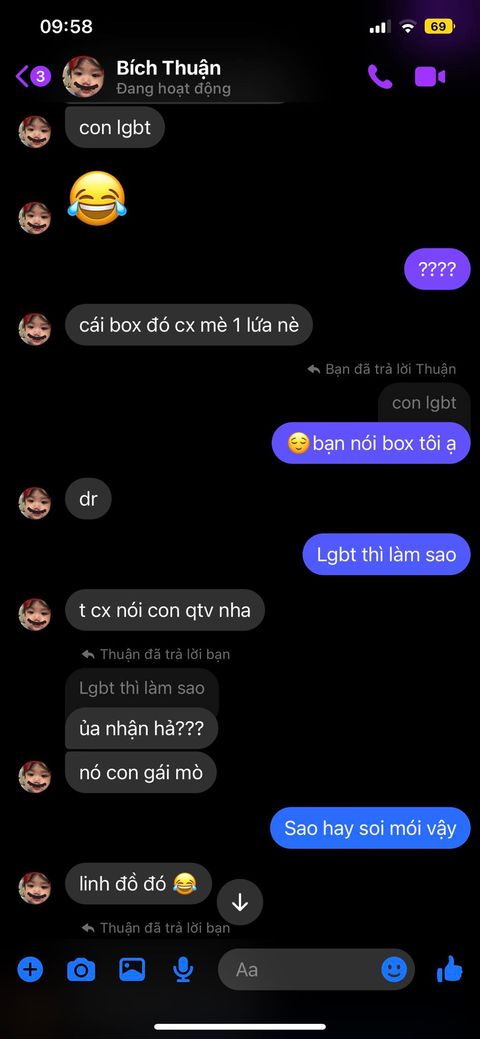 09:58
69
3
Bích Thuận
Đang hoạt động
con lgbt
????
cái box đó cx mè 1 lứa nè
Bạn đã trả lời Thuận
con lgbt
😌bạn nói box tôi ạ
dr
Lgbt thì làm sao
t cx nói con qtv nha
Thuận đã trả lời bạn
Lgbt thì làm sao
ủa nhận hả???
nó con gái mò
Sao hay soi mói vậy
linh đồ đó 😂
Thuận đã trả lời bạn
Aa